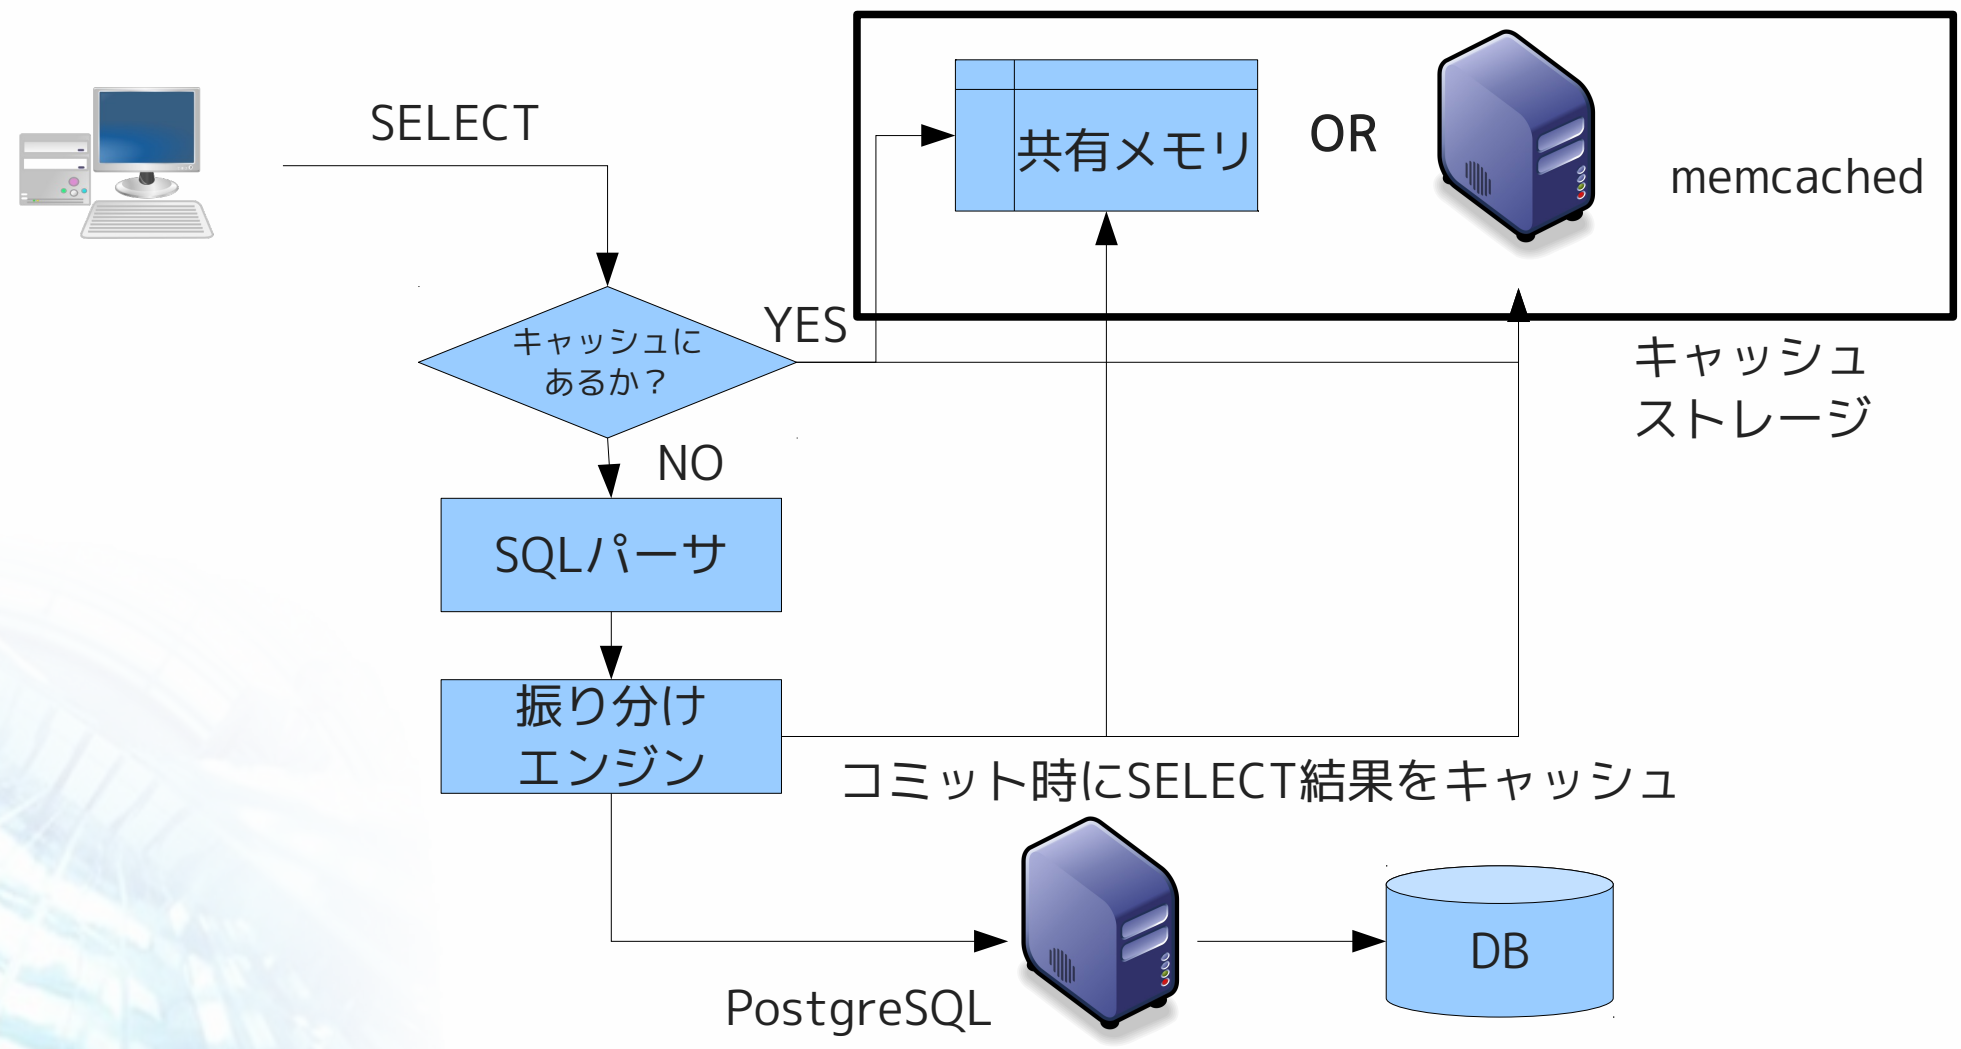 SELECT
共有メモリ
OR
memcached
キャッシュに
あるか？
YES
キャッシュ
ストレージ
NO
SQLパーサ
振り分け
エンジン
コミット時にSELECT結果をキャッシュ
PostgreSQL
DB